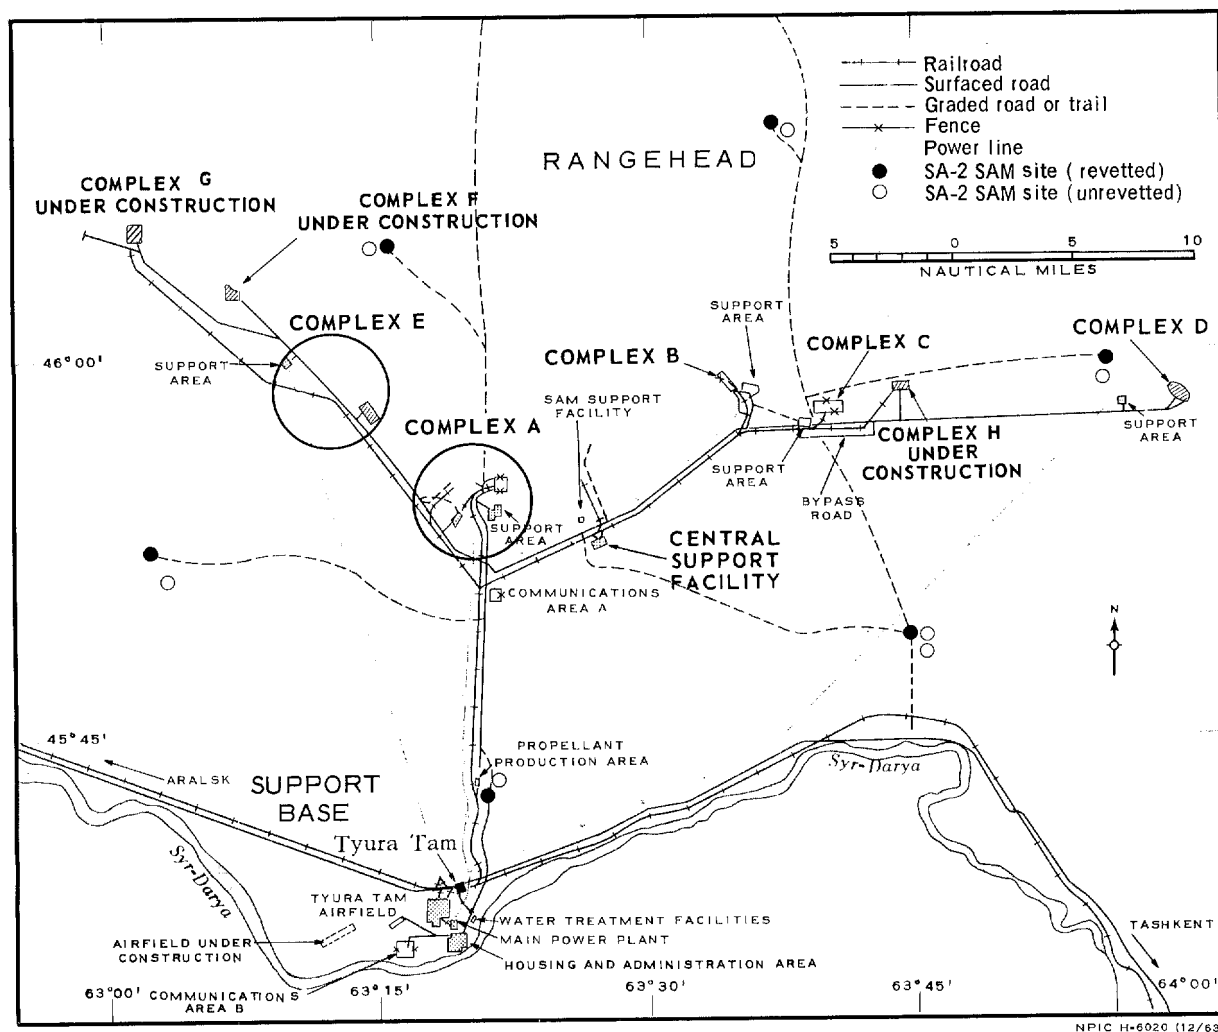 Railroad
Surfaced road
Graded road or trail
Fence
Power line
SA-2 SAM site (revetted)
SA-2 SAM site (unrevetted)
5 0 5 10
NAUTICAL MILES
RANGEHEAD
COMPLEX G
UNDER CONSTRUCTION
COMPLEX F
UNDER CONSTRUCTION
COMPLEX E
SUPPORT
AREA
46°00'
COMPLEX A
SUPPORT
AREA
SAM SUPPORT
FACILITY
COMPLEX B
SUPPORT
AREA
COMPLEX C
COMPLEX D
SUPPORT
AREA
SUPPORT
AREA
BYPASS
ROAD
COMPLEX H
UNDER
CONSTRUCTION
CENTRAL
SUPPORT
FACILITY
COMMUNICATIONS
AREA A
N
45°45'
ARALSK
SUPPORT
BASE
PROPELLANT
PRODUCTION AREA
Syr-Darya
Tyura Tam
Syr-Darya
TYURA TAM
AIRFIELD
AIRFIELD UNDER
CONSTRUCTION
WATER TREATMENT FACILITIES
MAIN POWER PLANT
HOUSING AND ADMINISTRATION AREA
COMMUNICATIONS
AREA B
TASHKENT
63°00' 63°15' 63°30' 63°45' 64°00'
NPIC H-6020 (12/63